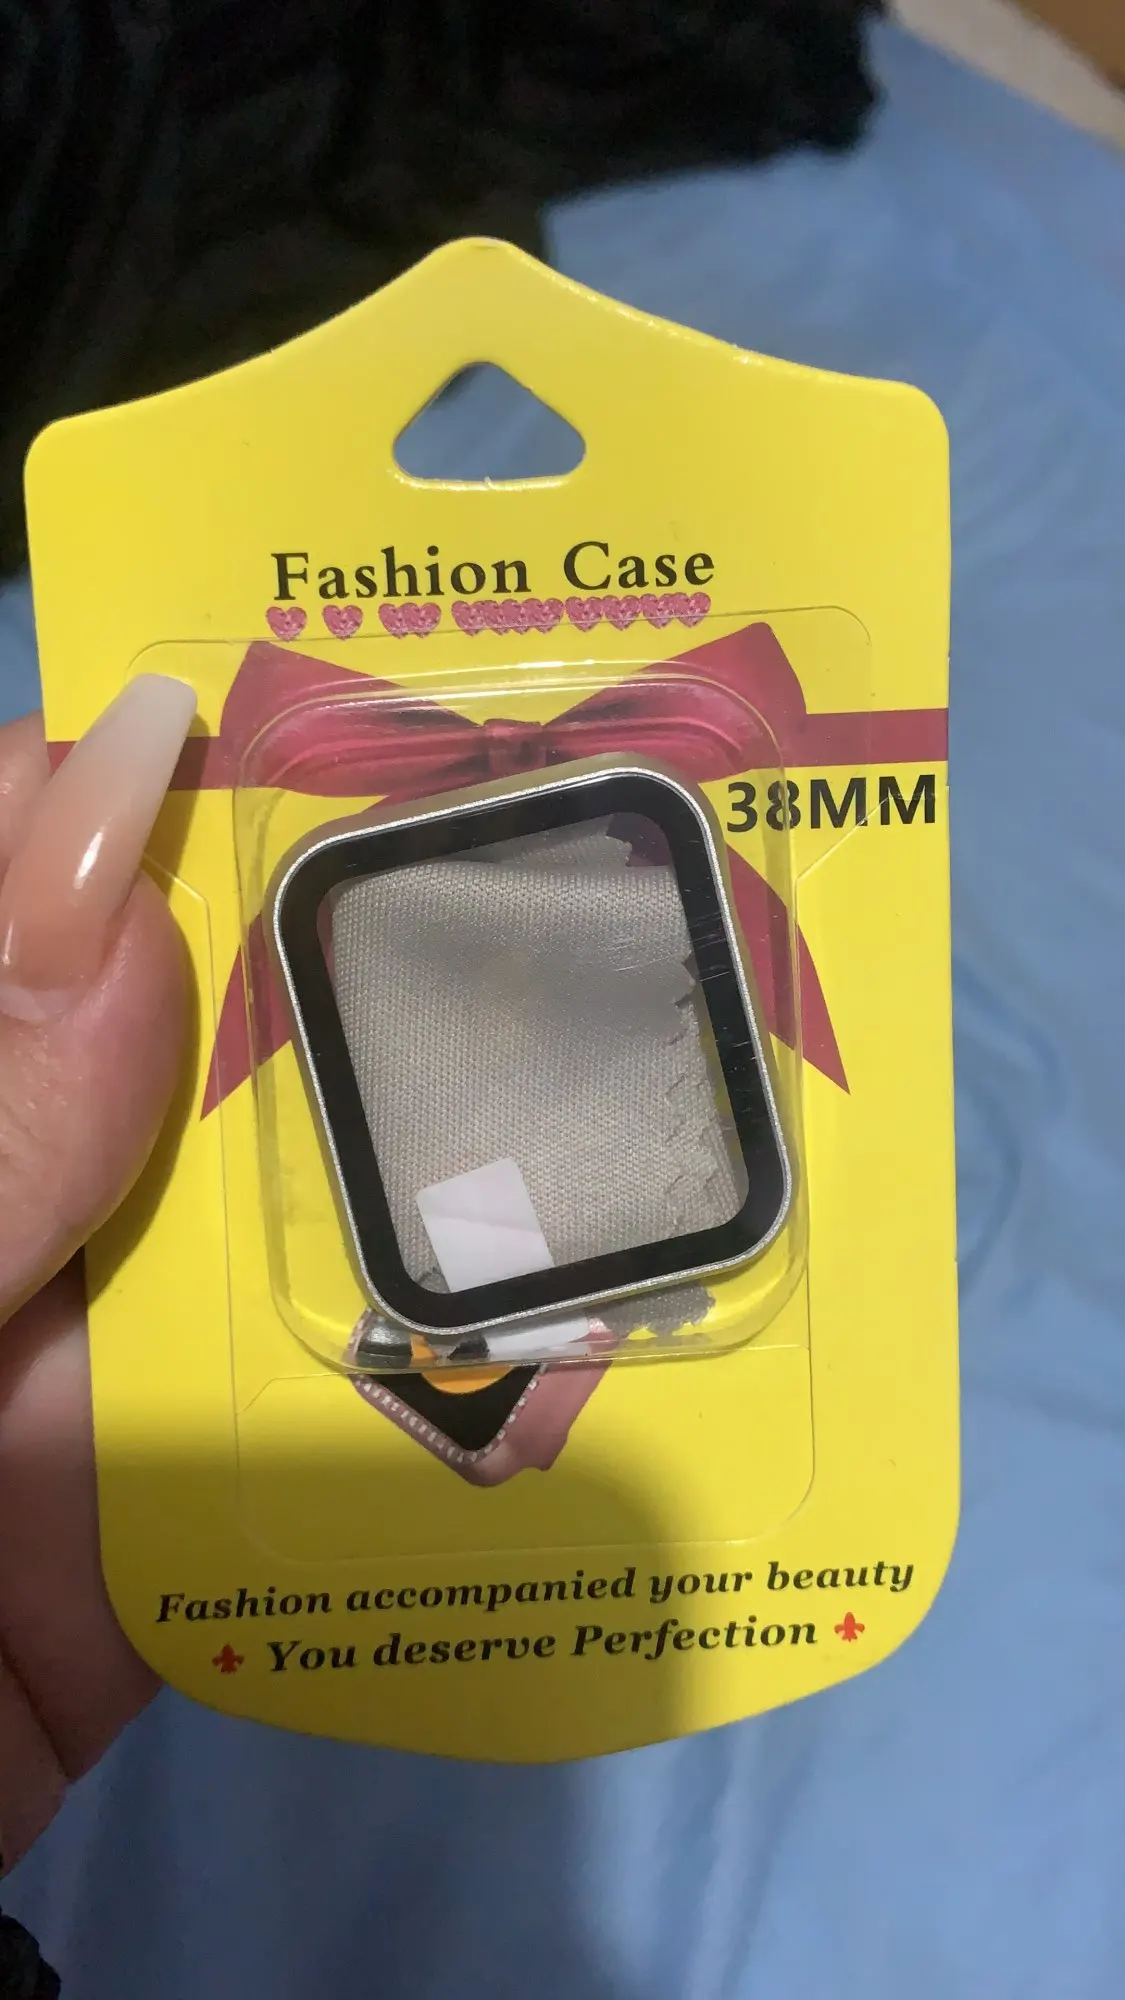 Fashion Case
38MM
Fashion accompanied your beauty
You deserve Perfection